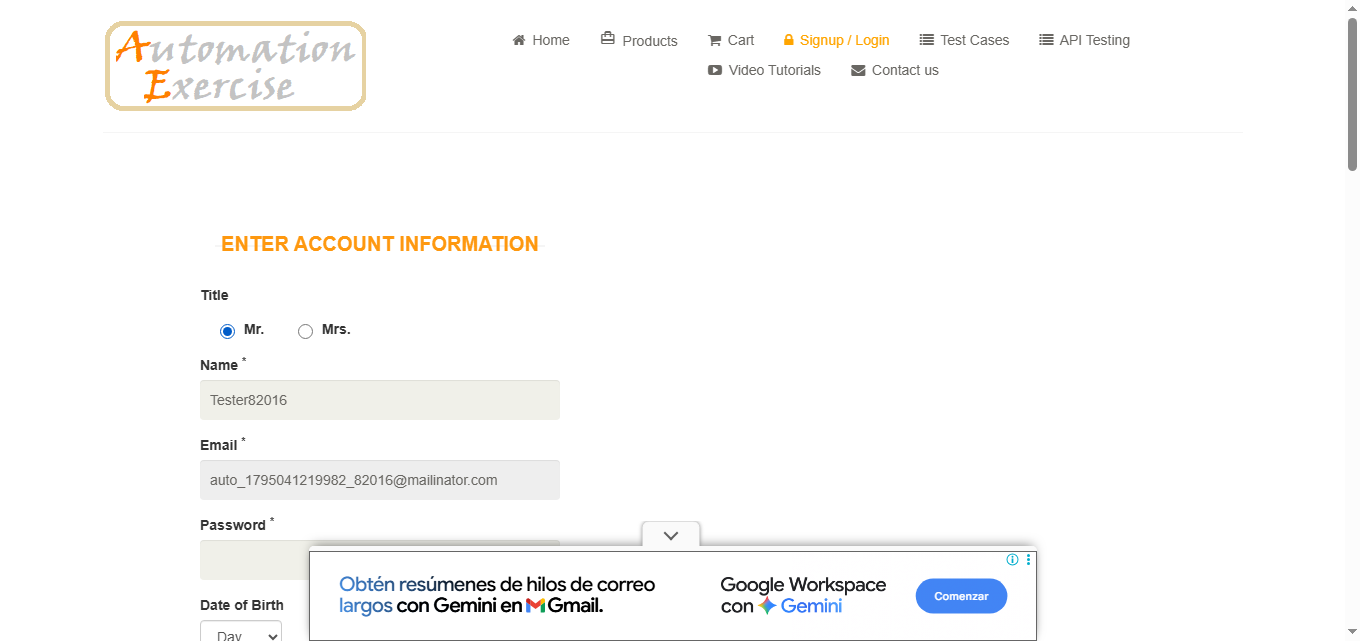 Automation
Exercise
Home
Products
Cart
Signup / Login
Test Cases
API Testing
Video Tutorials
Contact us
ENTER ACCOUNT INFORMATION
Title
Mr.
Mrs.
Name *
Tester82016
Email *
auto_1795041219982_82016@mailinator.com
Password *
Obtén resúmenes de hilos de correo
largos con Gemini en Gmail.
Google Workspace
con Gemini
Comenzar
Date of Birth
Day